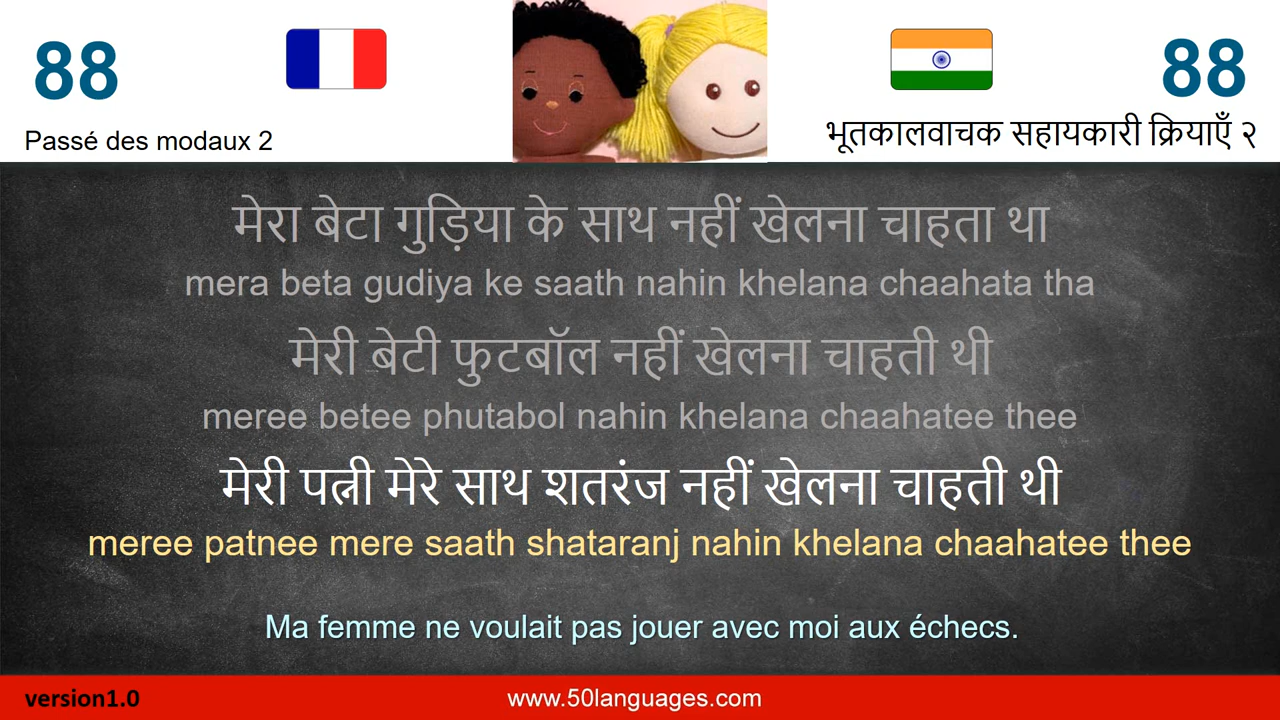 88
88
Passé des modaux 2
भूतकालवाचक सहायकारी क्रियाएँ २
मेरा बेटा गुड़िया के साथ नहीं खेलना चाहता था
mera beta gudiya ke saath nahin khelana chaahata tha
मेरी बेटी फुटबॉल नहीं खेलना चाहती थी
meree betee phutabol nahin khelana chaahatee thee
मेरी पत्नी मेरे साथ शतरंज नहीं खेलना चाहती थी
meree patnee mere saath shataranj nahin khelana chaahatee thee
Ma femme ne voulait pas jouer avec moi aux échecs.
version1.0
www.50languages.com